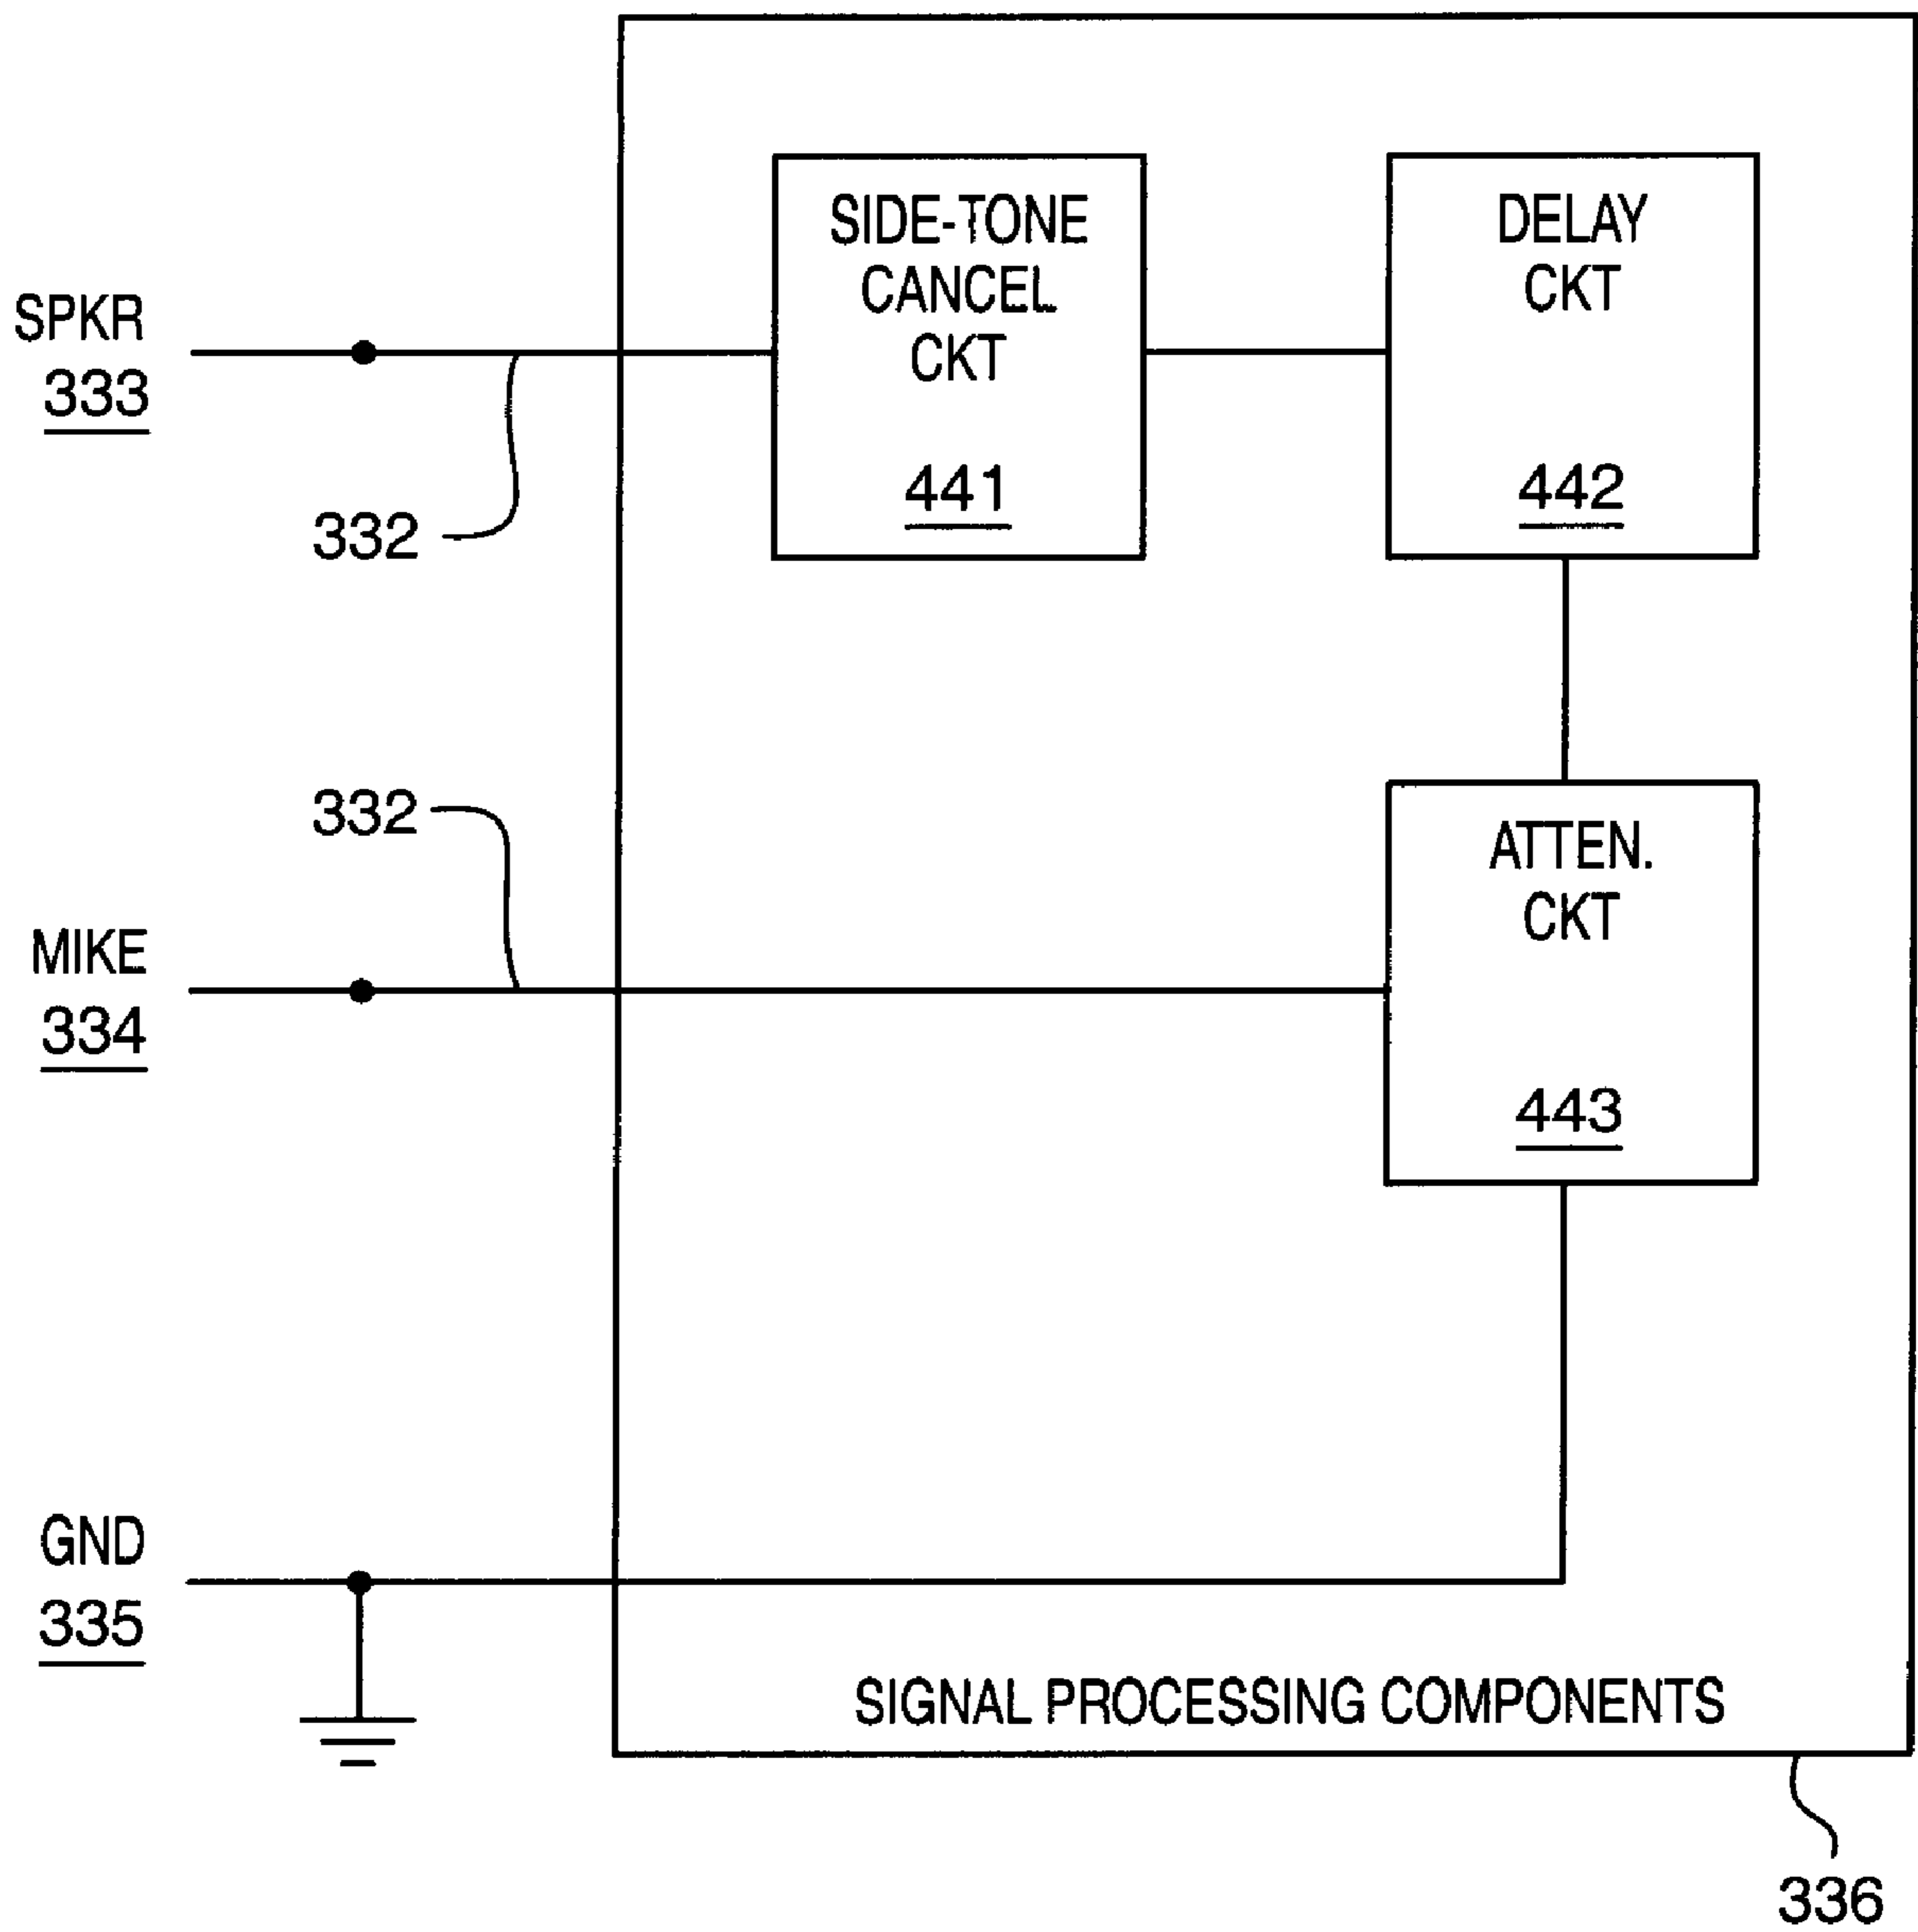 SIDE-TONE
CANCEL
CKT
441
DELAY
CKT
442
SPKR
333
332
332
MIKE
334
ATTEN.
CKT
443
GND
335
SIGNAL PROCESSING COMPONENTS
336